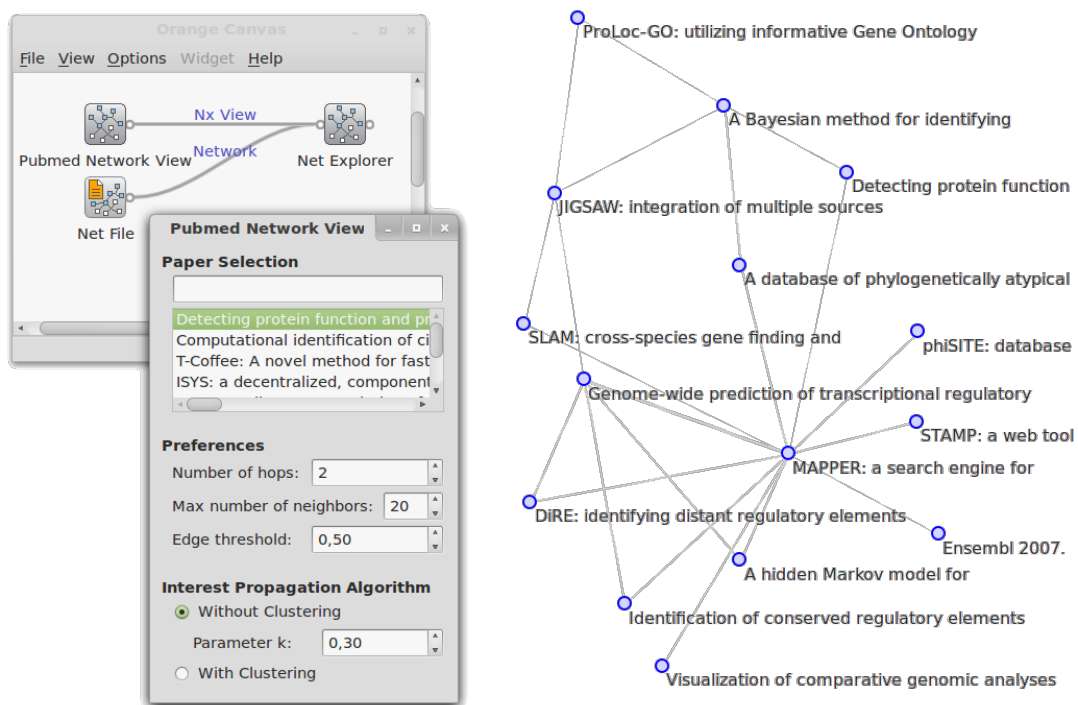 Orange Canvas
File View Options Widget Help
Nx View
Pubmed Network View
Network
Net Explorer
Net File
Pubmed Network View
Paper Selection
Detecting protein function and pr
Computational identification of ci
T-Coffee: A novel method for fast
ISYS: a decentralized, component
Preferences
Number of hops: 2
Max number of neighbors: 20
Edge threshold: 0,50
Interest Propagation Algorithm
Without Clustering
Parameter k: 0,30
With Clustering
ProLoc-GO: utilizing informative Gene Ontology
A Bayesian method for identifying
Detecting protein function
JIGSAW: integration of multiple sources
A database of phylogenetically atypical
SLAM: cross-species gene finding and
phiSITE: database
Genome-wide prediction of transcriptional regulatory
STAMP: a web tool
MAPPER: a search engine for
DiRE: identifying distant regulatory elements
Ensembl 2007.
A hidden Markov model for
Identification of conserved regulatory elements
Visualization of comparative genomic analyses